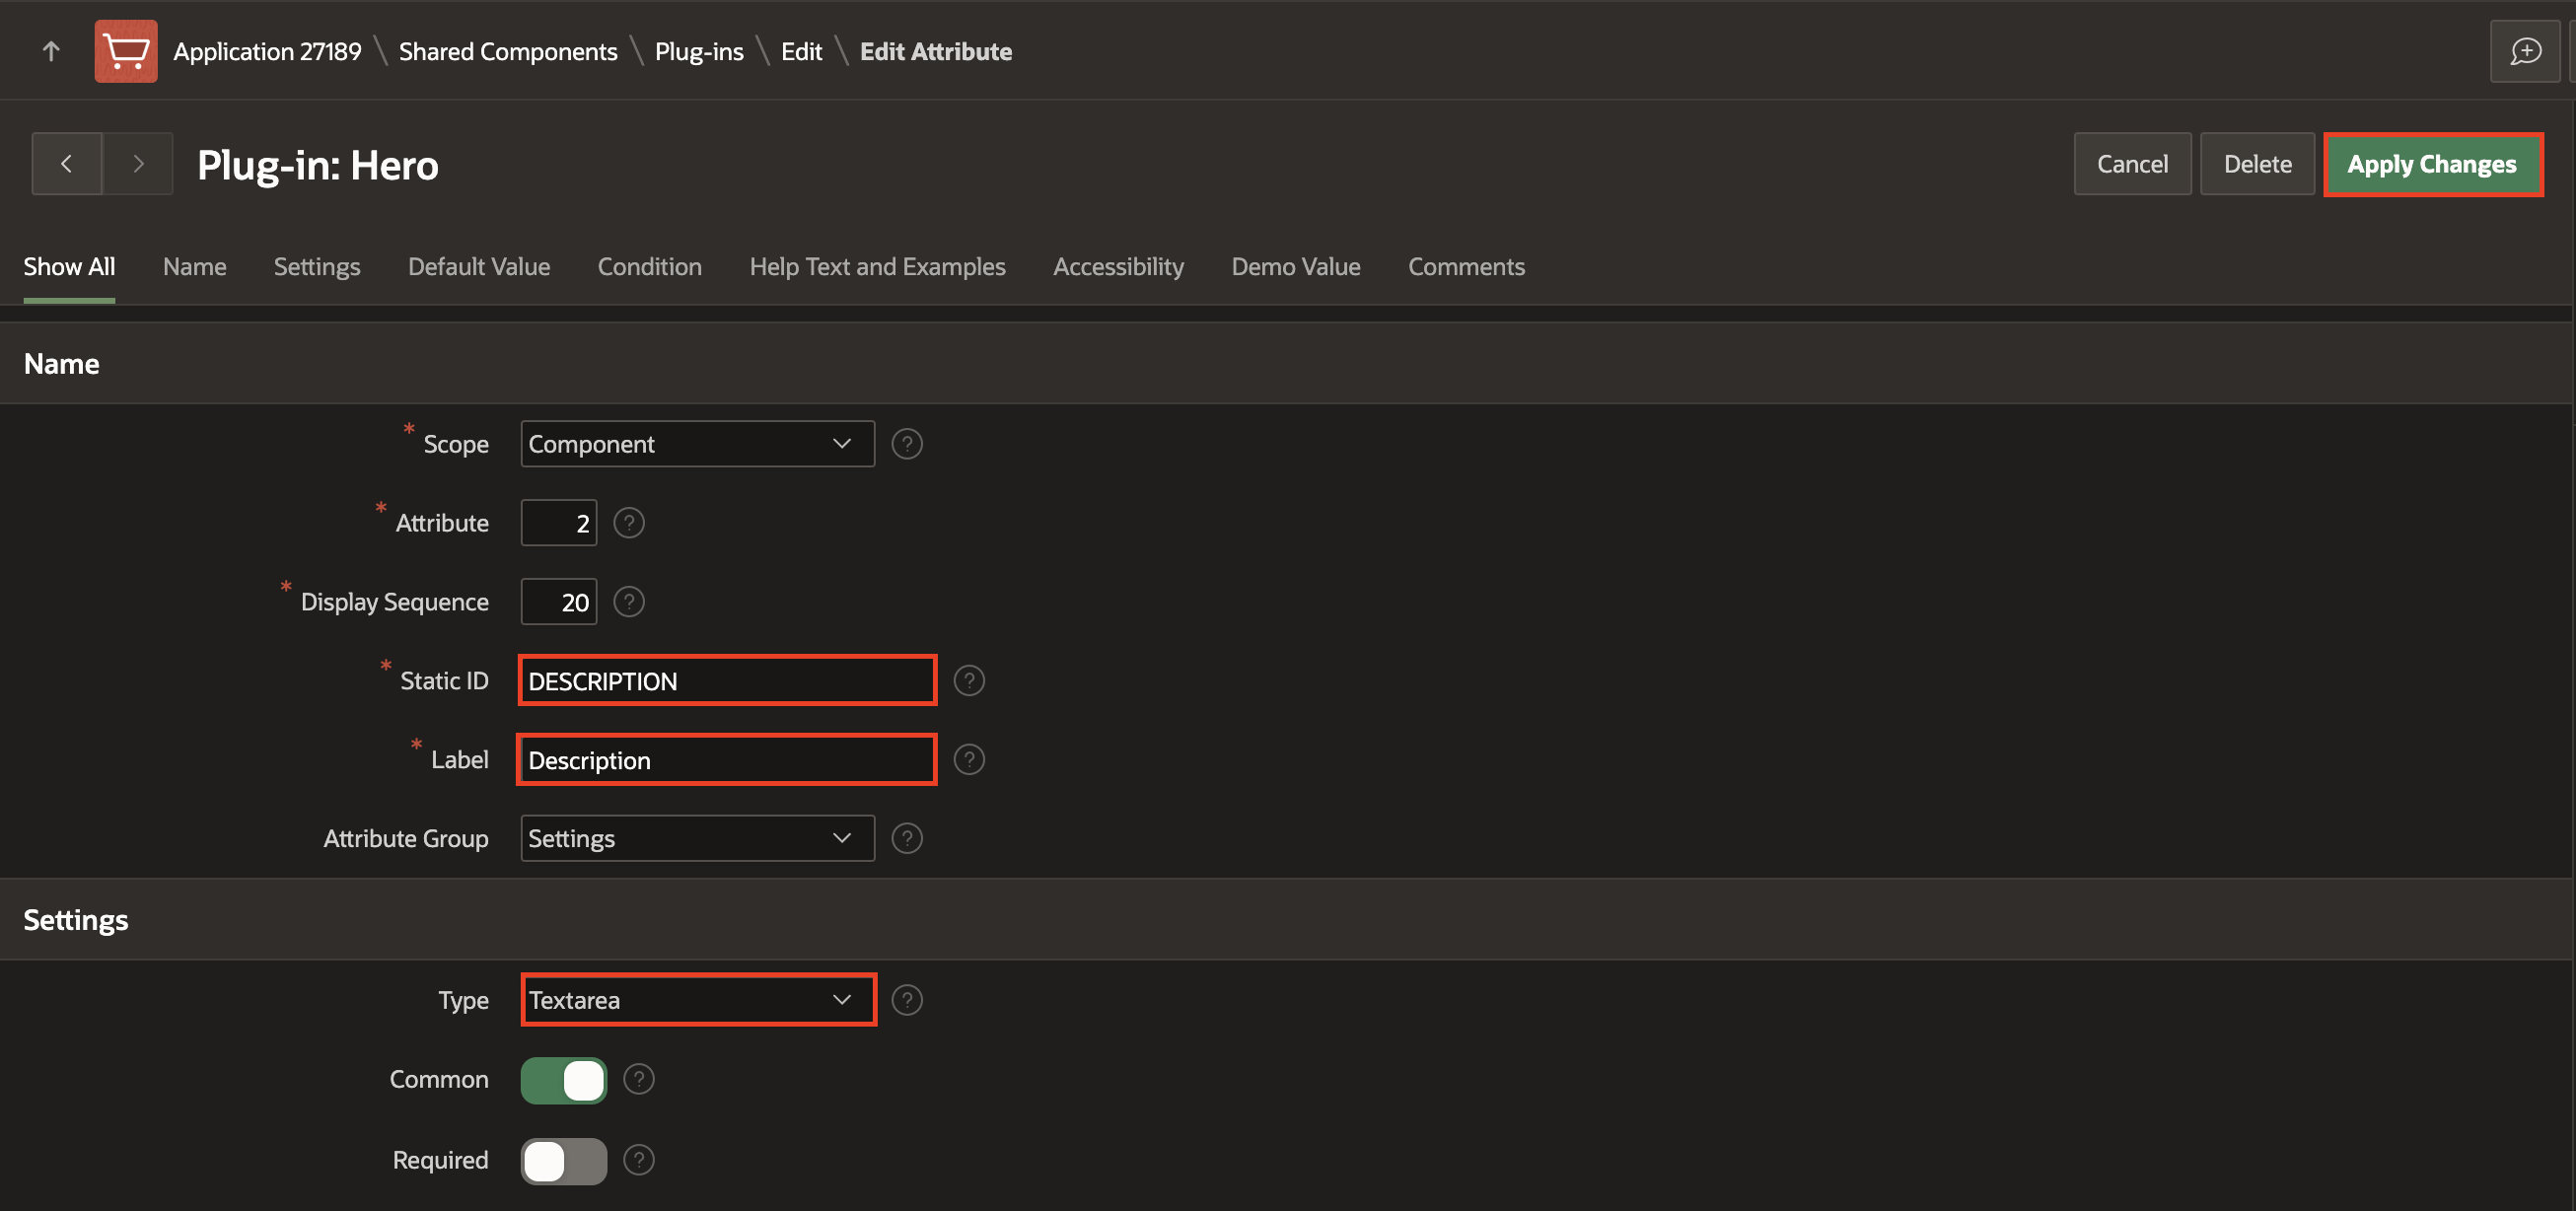 Application 27189 \ Shared Components \ Plug-ins \ Edit \ Edit Attribute
Plug-in: Hero
Cancel
Delete
Apply Changes
Show All
Name
Settings
Default Value
Condition
Help Text and Examples
Accessibility
Demo Value
Comments
Name
* Scope
Component
?
* Attribute
2
?
* Display Sequence
20
?
* Static ID
DESCRIPTION
?
* Label
Description
?
Attribute Group
Settings
?
Settings
Type
Textarea
?
Common
?
Required
?